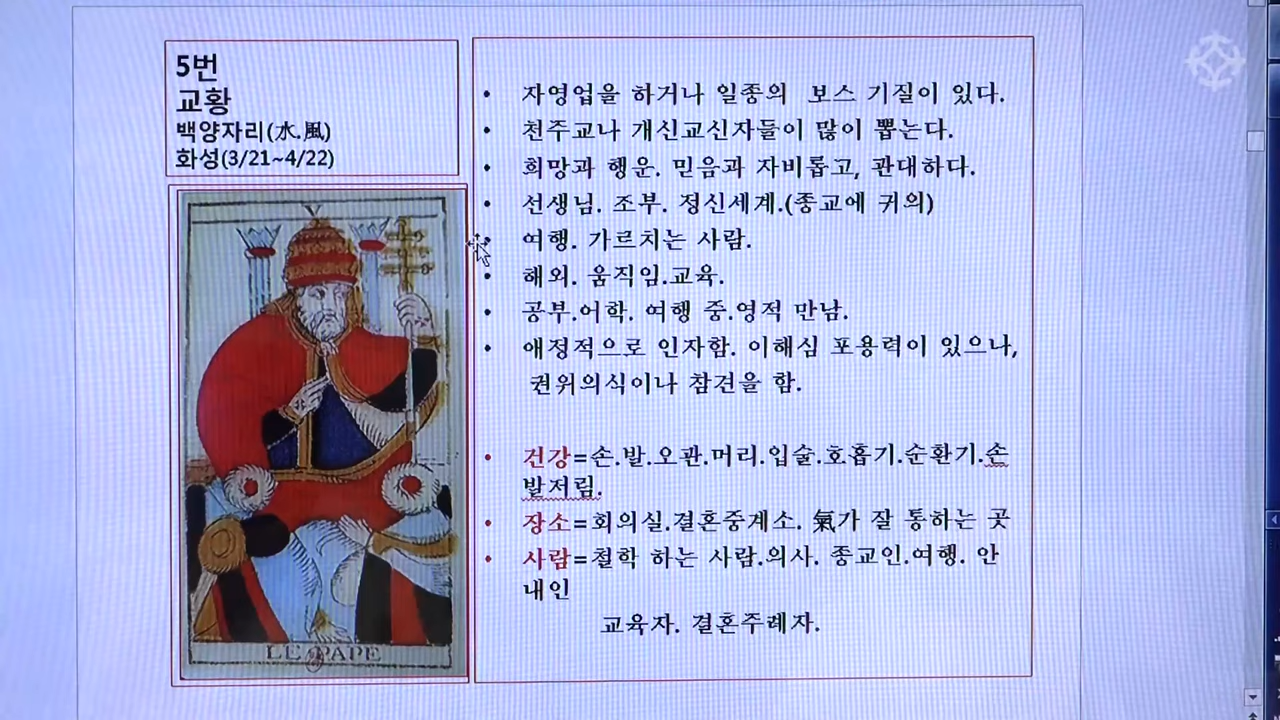 5번
교황
백양자리(水.風)
화성(3/21~4/22)
V
LE PAPE
• 자영업을 하거나 일종의 보스 기질이 있다.
• 천주교나 개신교신자들이 많이 뽑는다.
• 희망과 행운. 믿음과 자비롭고, 관대하다.
• 선생님. 조부. 정신세계.(종교에 귀의)
• 여행. 가르치는 사람.
• 해외. 움직임.교육.
• 공부.어학. 여행 중.영적 만남.
• 애정적으로 인자함. 이해심 포용력이 있으나,
권위의식이나 참견을 함.
• 건강=손.발.오관.머리.입술.호흡기.순환기.손
발저림.
• 장소=회의실.결혼중계소. 氣가 잘 통하는 곳
• 사람=철학 하는 사람.의사. 종교인.여행. 안
내인
교육자. 결혼주례자.